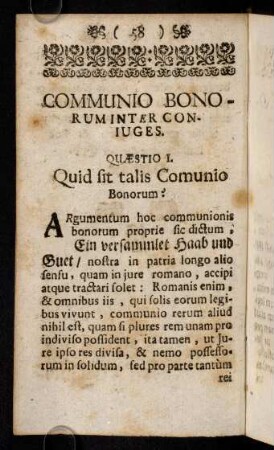 ( 58 )
COMMUNIO BONO-
RUM INTÆR CON-
IUGES.
QUÆSTIO I.
Quid sit talis Comunio
Bonorum?
ARgumentum hoc communionis
bonorum proprie sic dictum,
Ein versammlet Haab und
Guet / nostra in patria longo alio
sensu, quam in jure romano, accipi
atque tractari solet: Romanis enim,
& omnibus iis, qui solis eorum legi-
bus vivunt, communio rerum aliud
nihil est, quam si plures rem unam pro
indiviso possident, ita tamen, ut Ju-
re ipso res divisa, & nemo possesso-
rum in solidum, sed pro parte tantùm
rei